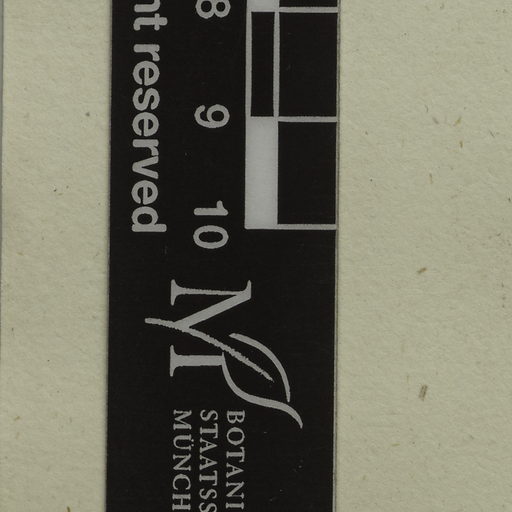 nt reserved
8
9
10
M
BOTANI
STAATSS
MÜNCH